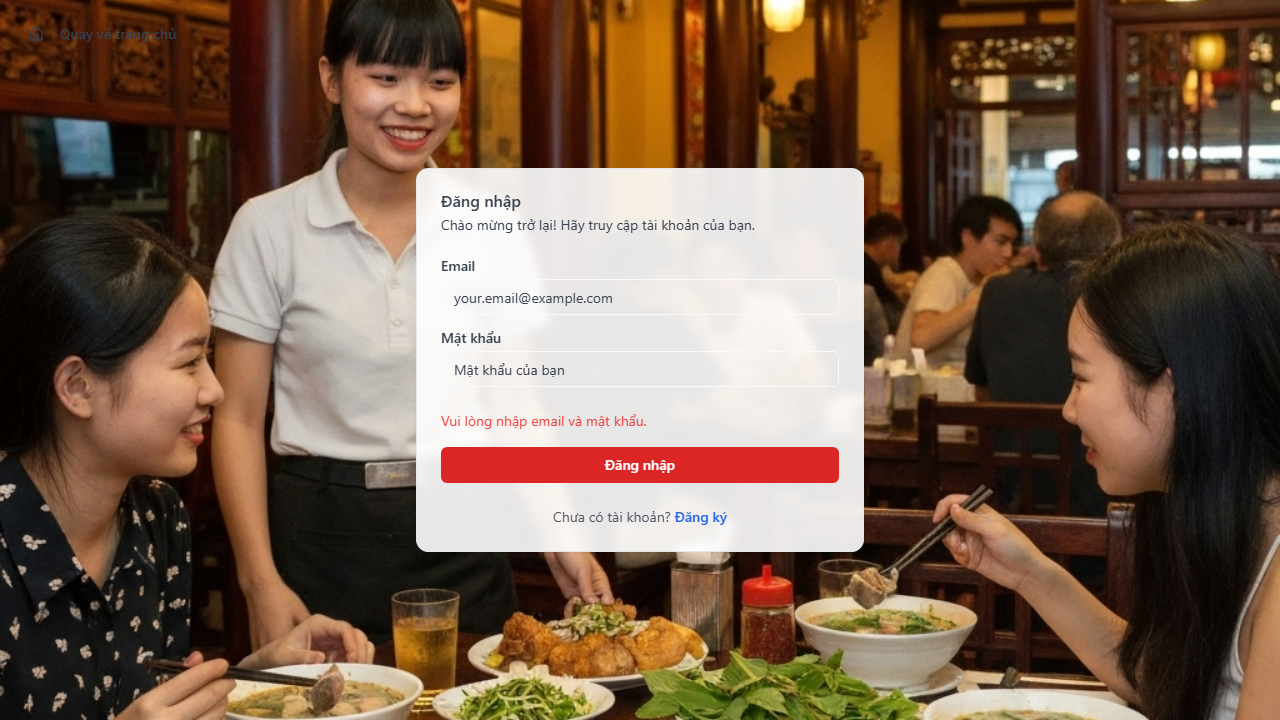 Quay về trang chủ
Đăng nhập
Chào mừng trở lại! Hãy truy cập tài khoản của bạn.
Email
your.email@example.com
Mật khẩu
Mật khẩu của bạn
Vui lòng nhập email và mật khẩu.
Đăng nhập
Chưa có tài khoản? Đăng ký